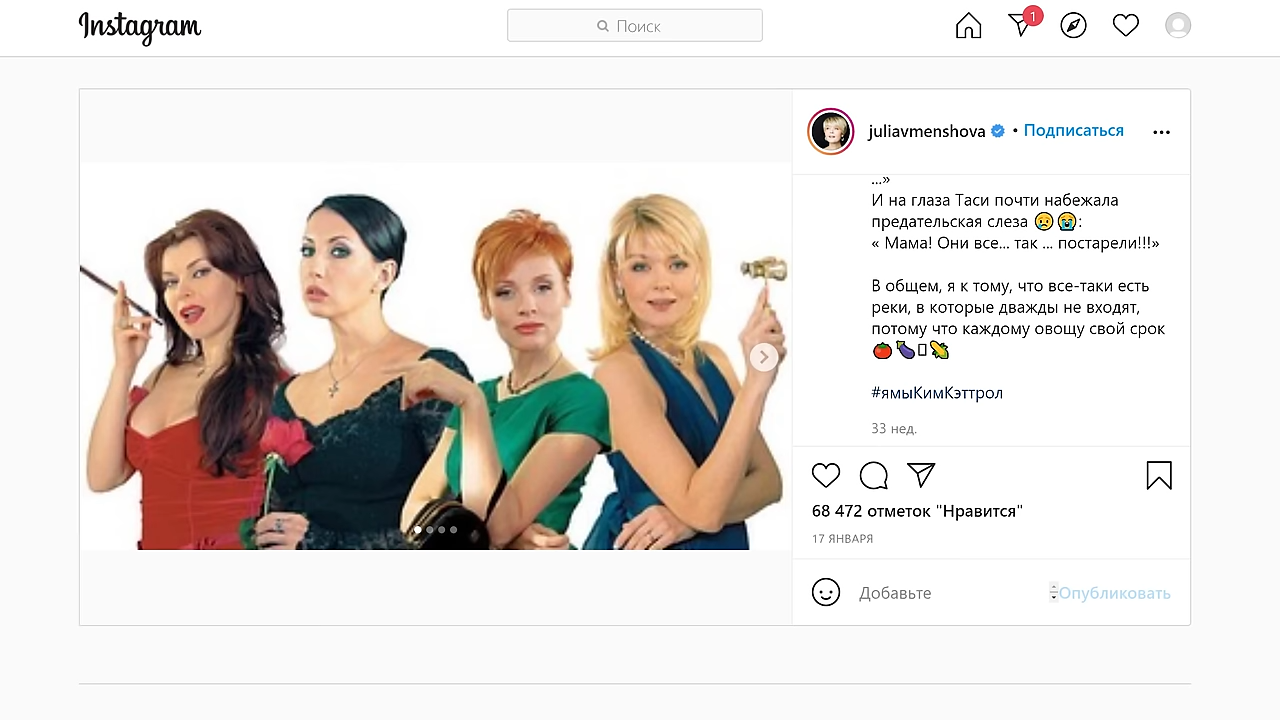 Instagram
Поиск
1
juliavmenshova • Подписаться
...»
И на глаза Таси почти набежала
предательская слеза 😢😭:
« Мама! Они все... так ... постарели!!!»
В общем, я к тому, что все-таки есть
реки, в которые дважды не входят,
потому что каждому овощу свой срок
🍅🍆▯🌽
#ямыКимКэттрол
33 нед.
68 472 отметок "Нравится"
17 ЯНВАРЯ
Добавьте
Опубликовать